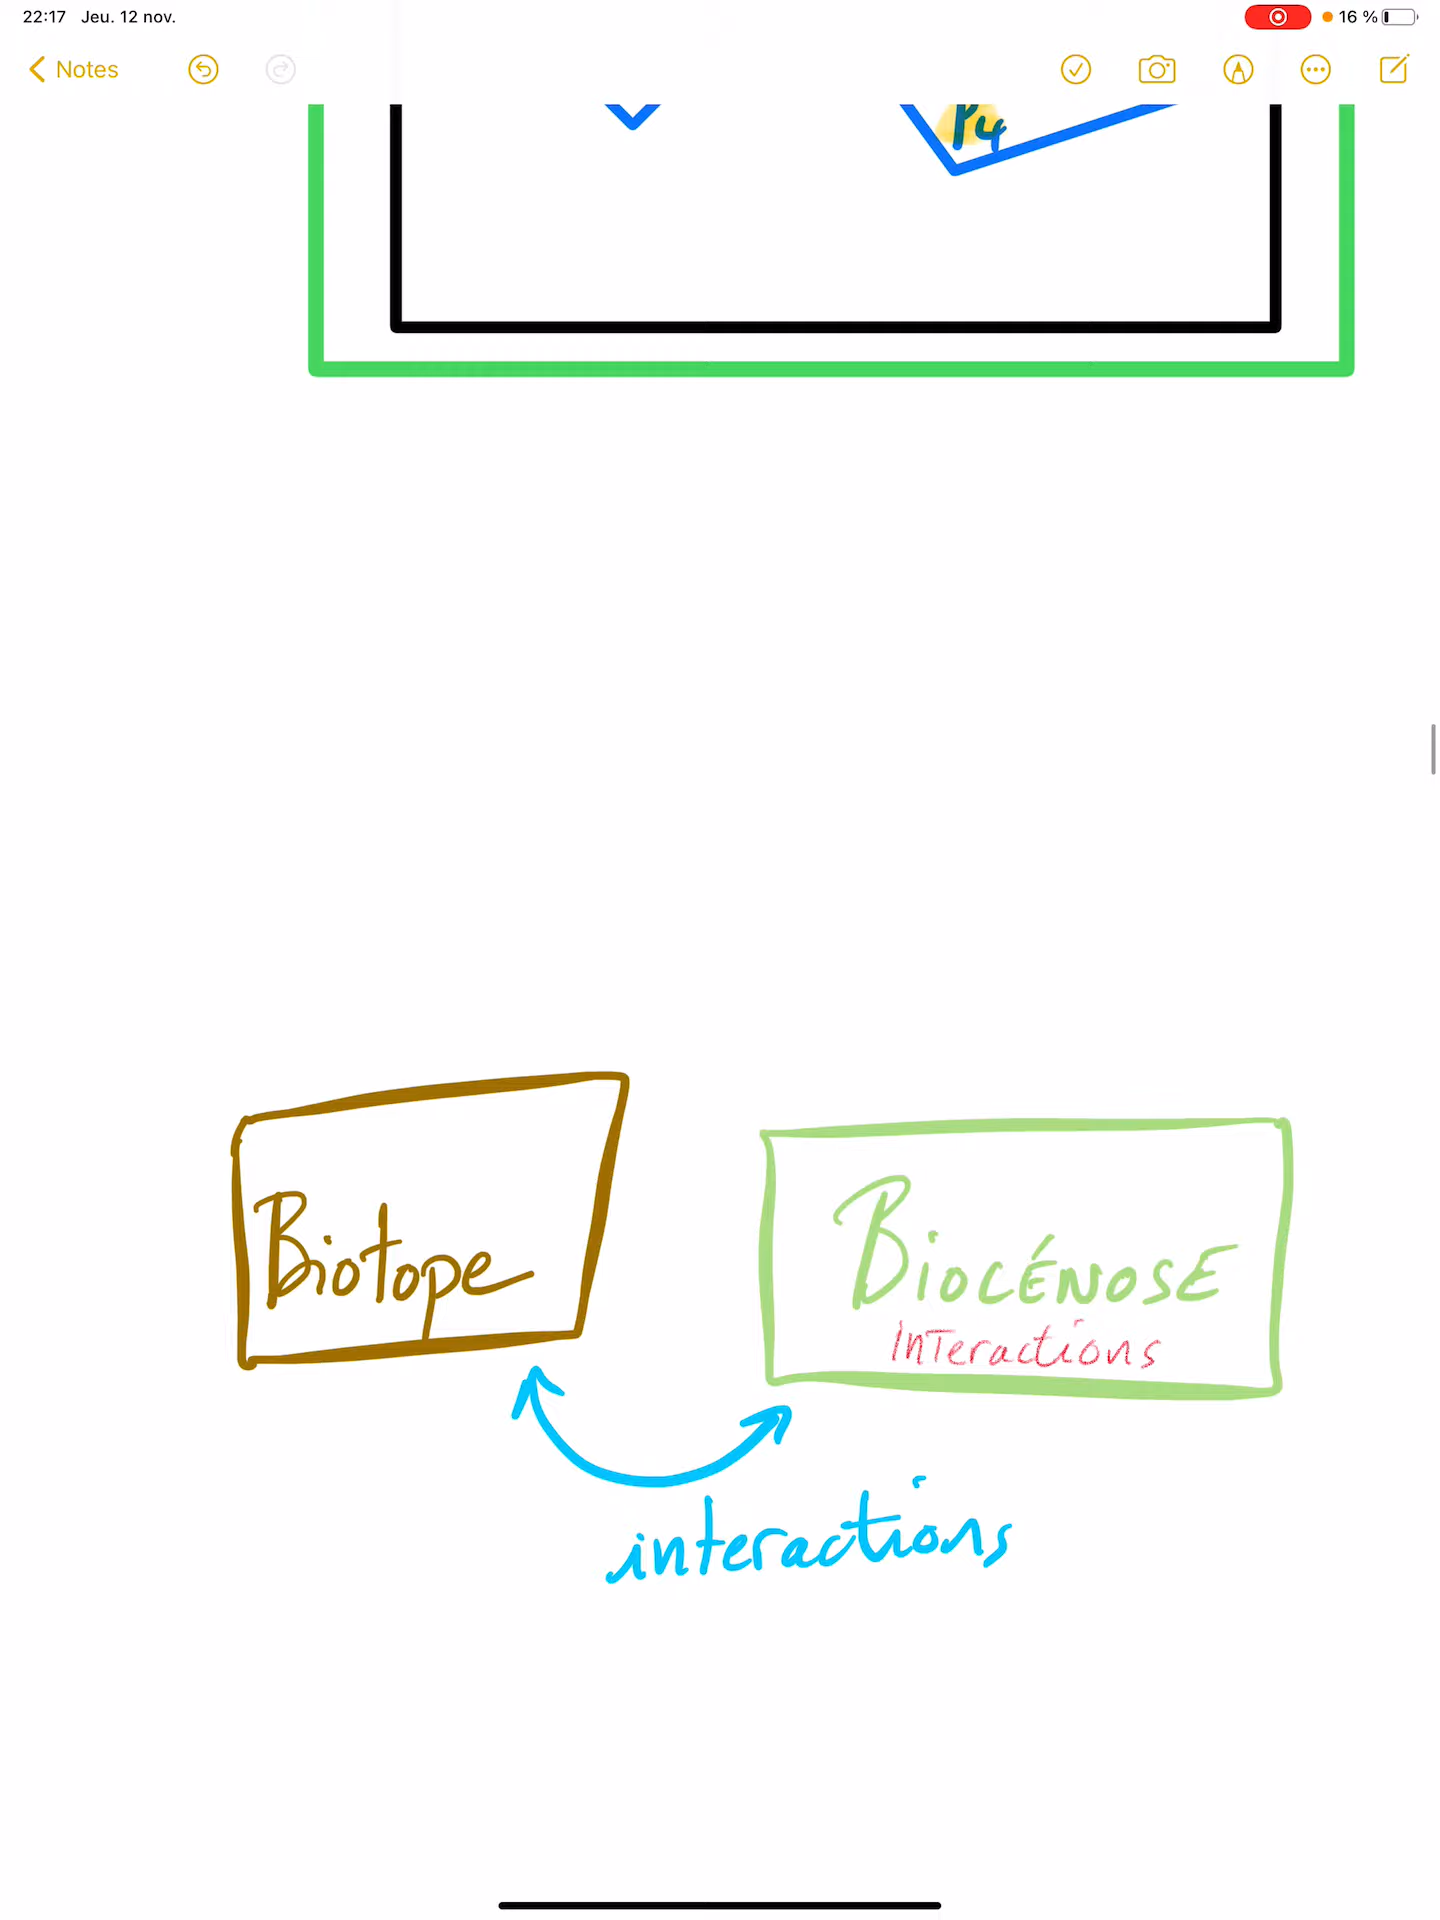 22:17 Jeu. 12 nov.
16 %
Notes
P4
Biotope
BiocÉNOSE
Interactions
interactions